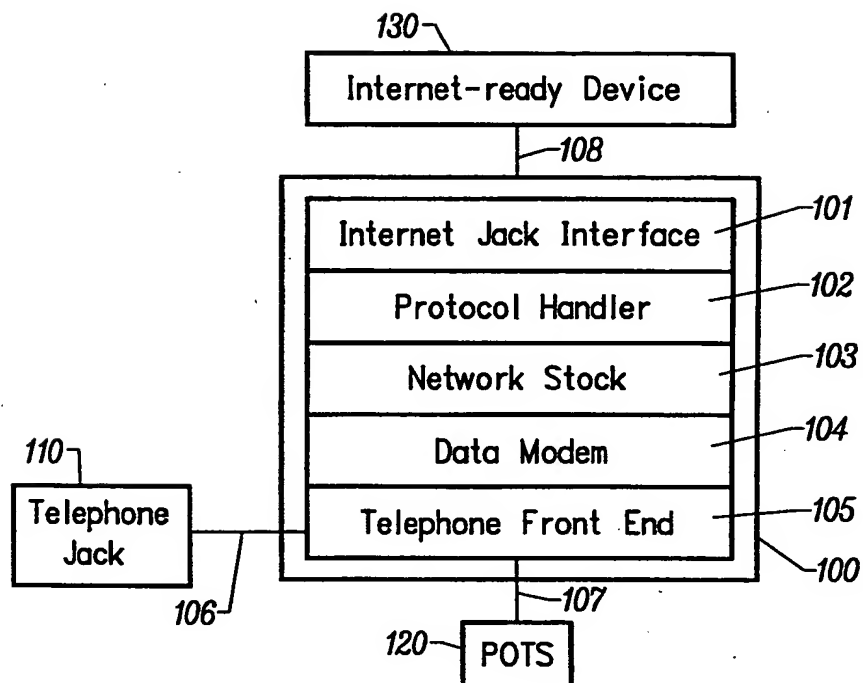 130
Internet-ready Device
108
Internet Jack Interface
101
Protocol Handler
102
Network Stock
103
Data Modem
104
110
Telephone
Jack
Telephone Front End
105
100
106
107
120
POTS